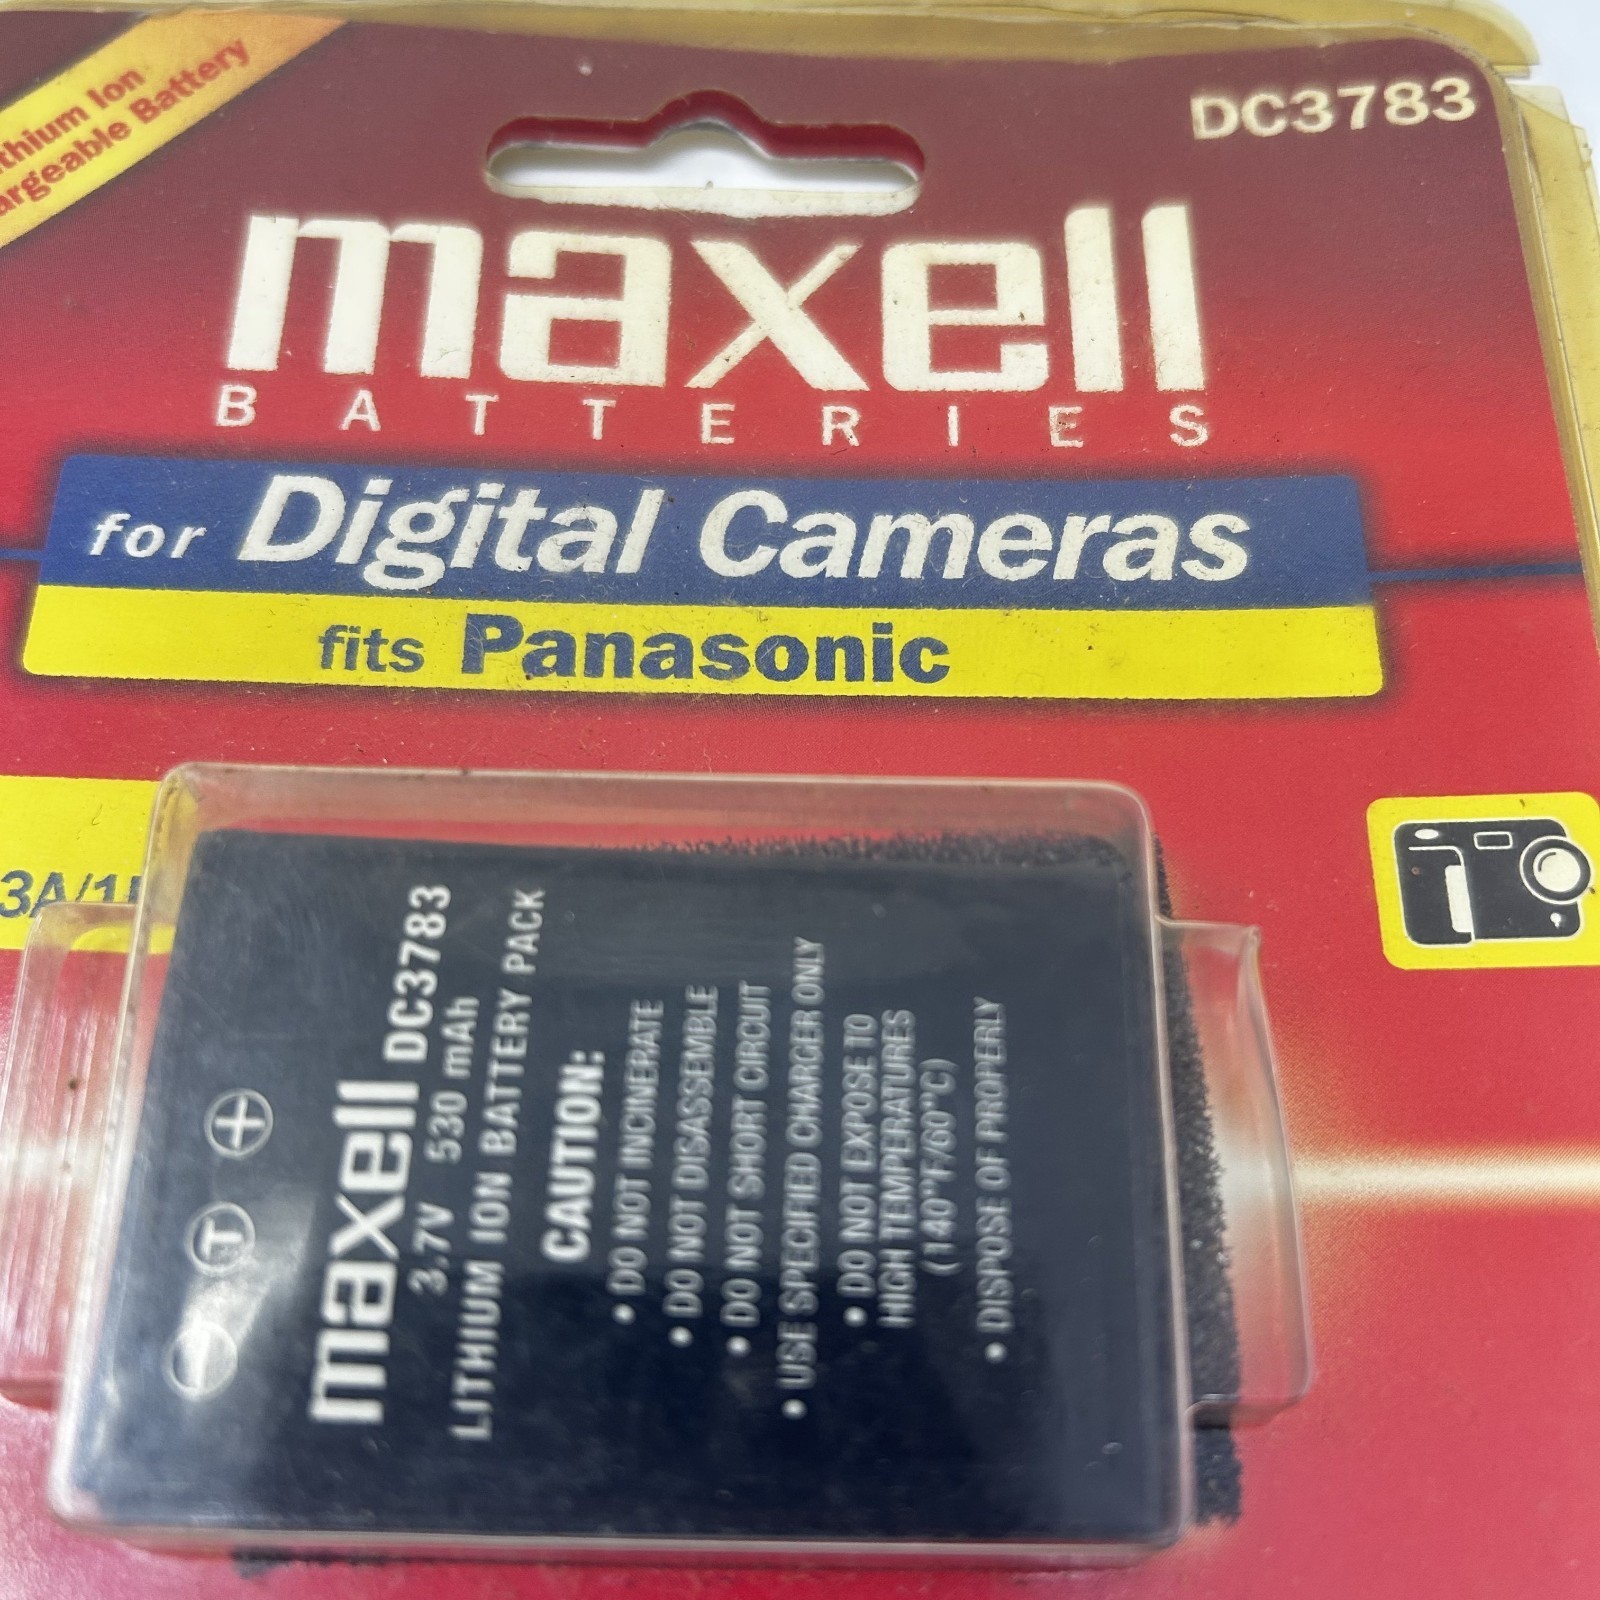 DC3783
thium Ion
argeable Battery
maxell
BATTERIES
for Digital Cameras
fits Panasonic
3A/1
maxell DC3783
3.7V 530 mAh
LITHIUM ION BATTERY PACK
CAUTION:
• DO NOT INCINERATE
• DO NOT DISASSEMBLE
• DO NOT SHORT CIRCUIT
• USE SPECIFIED CHARGER ONLY
• DO NOT EXPOSE TO
HIGH TEMPERATURES
(140°F/60°C)
• DISPOSE OF PROPERLY
+
T
-